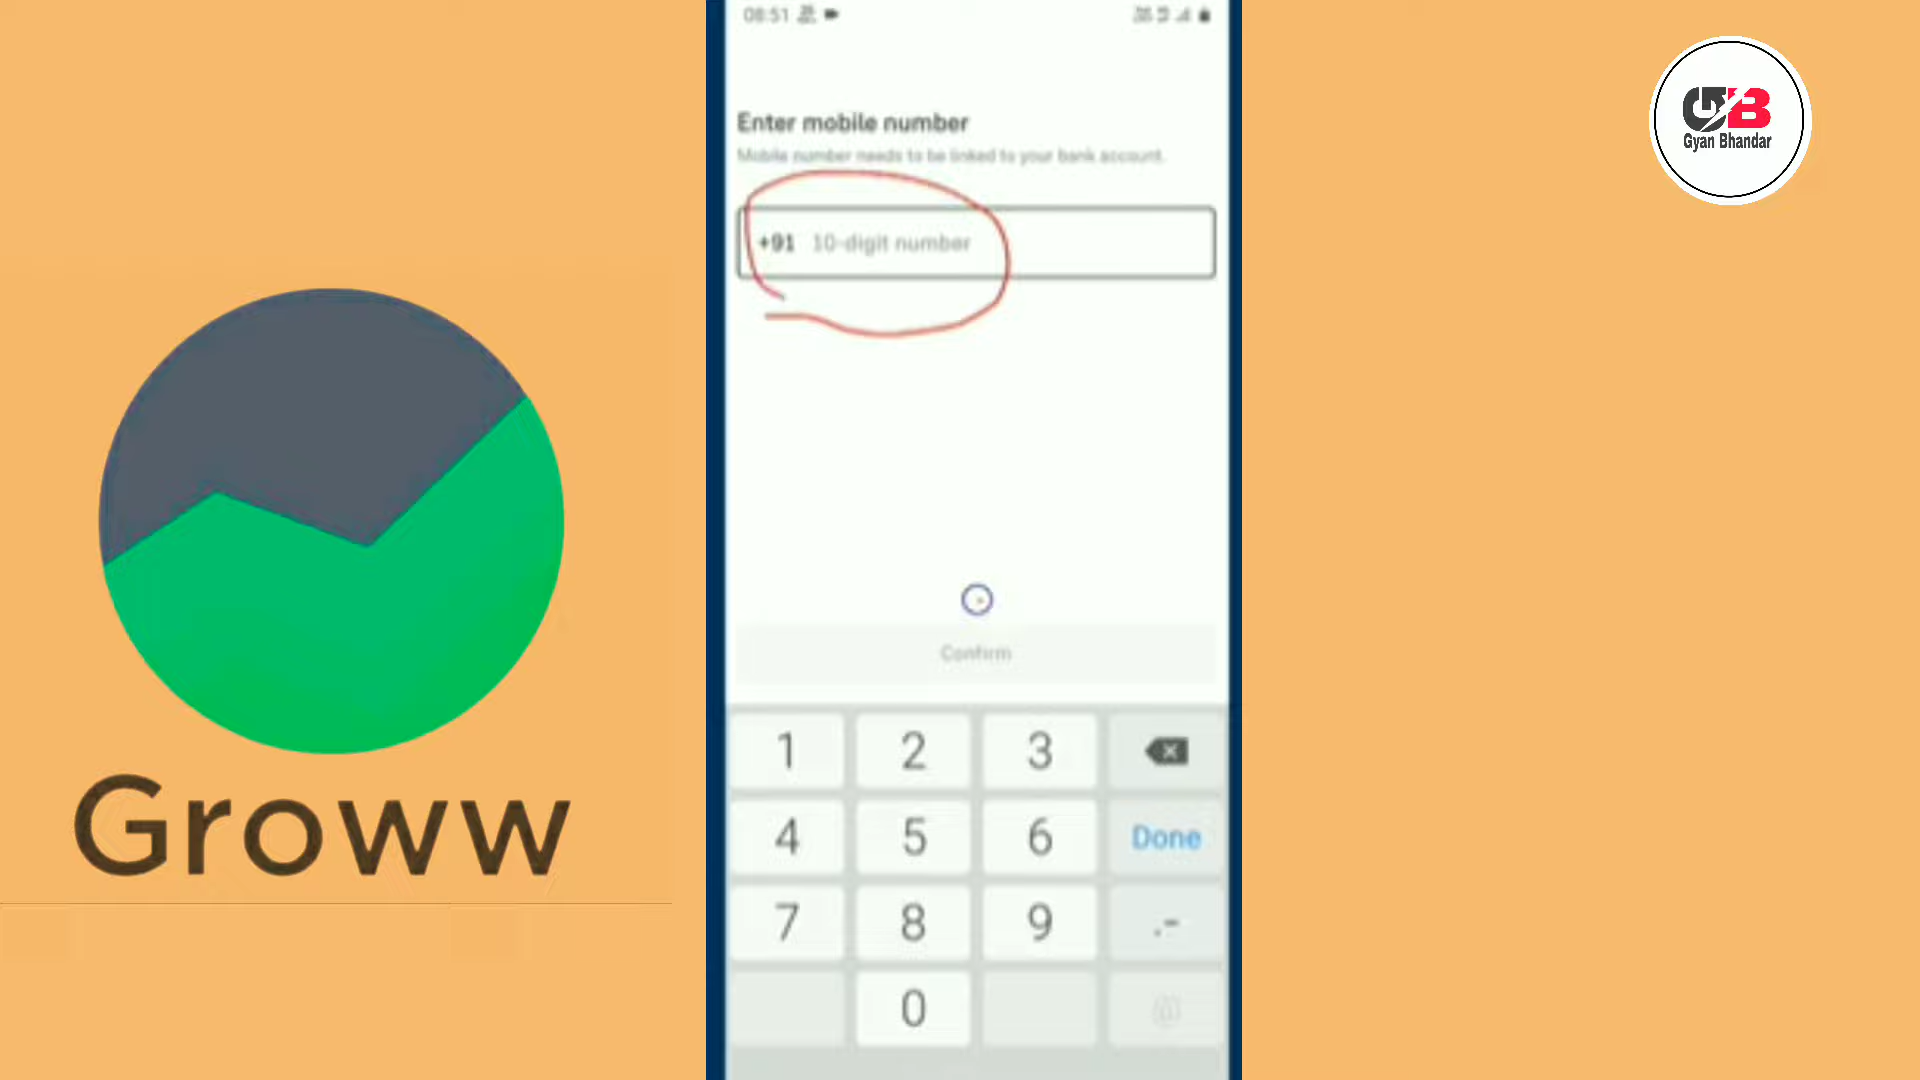 08:51
Enter mobile number
Mobile number needs to be linked to your bank account.
+91 10-digit number
Confirm
1 2 3
4 5 6 Done
7 8 9 .-
0 @
Groww
GB
Gyan Bhandar